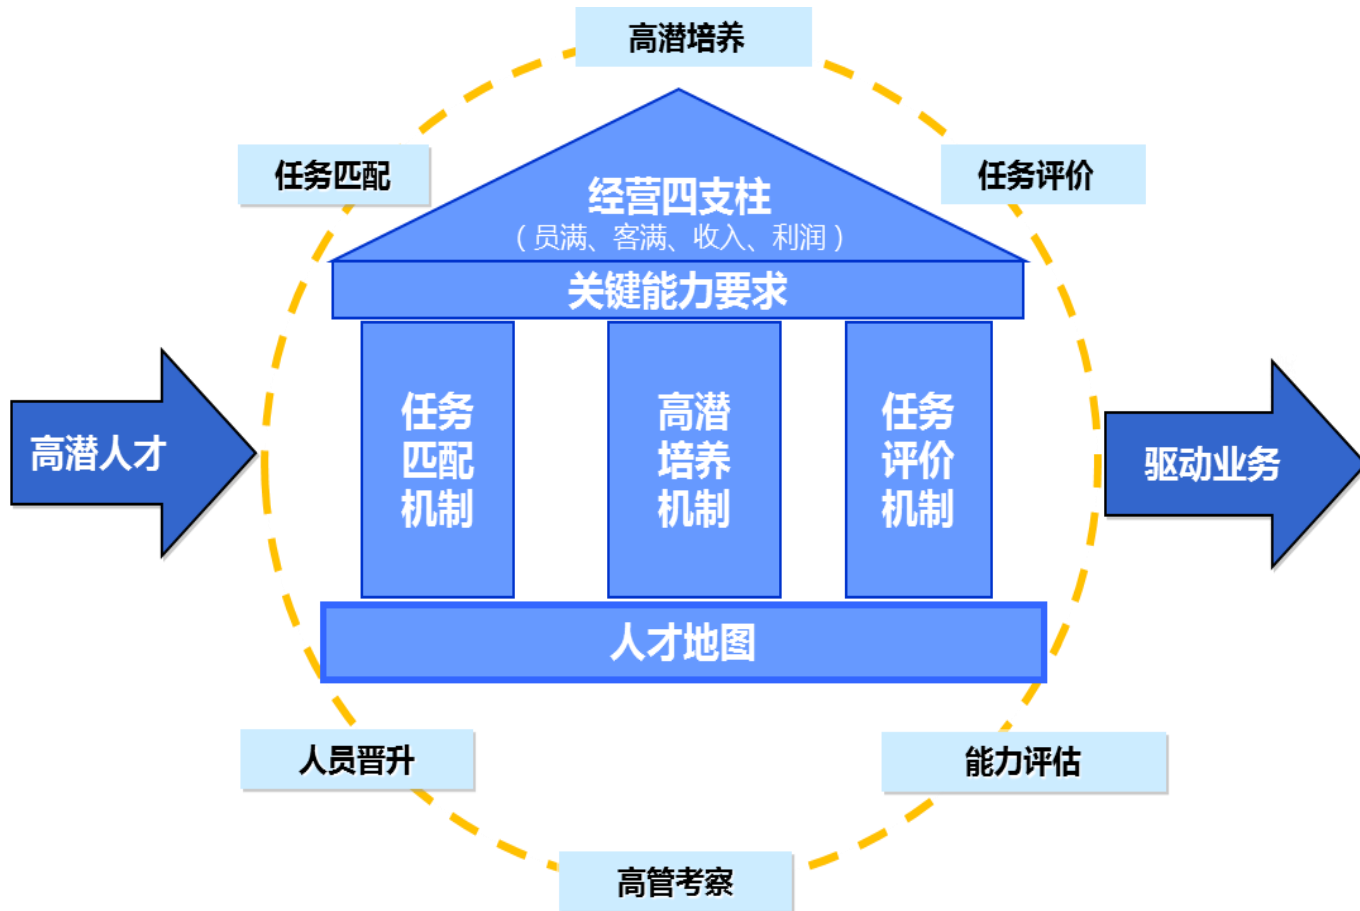 高潜培养
任务匹配
任务评价
经营四支柱
（员满、客满、收入、利润）
关键能力要求
高潜人才
任务
匹配
机制
高潜
培养
机制
任务
评价
机制
驱动业务
人才地图
人员晋升
能力评估
高管考察